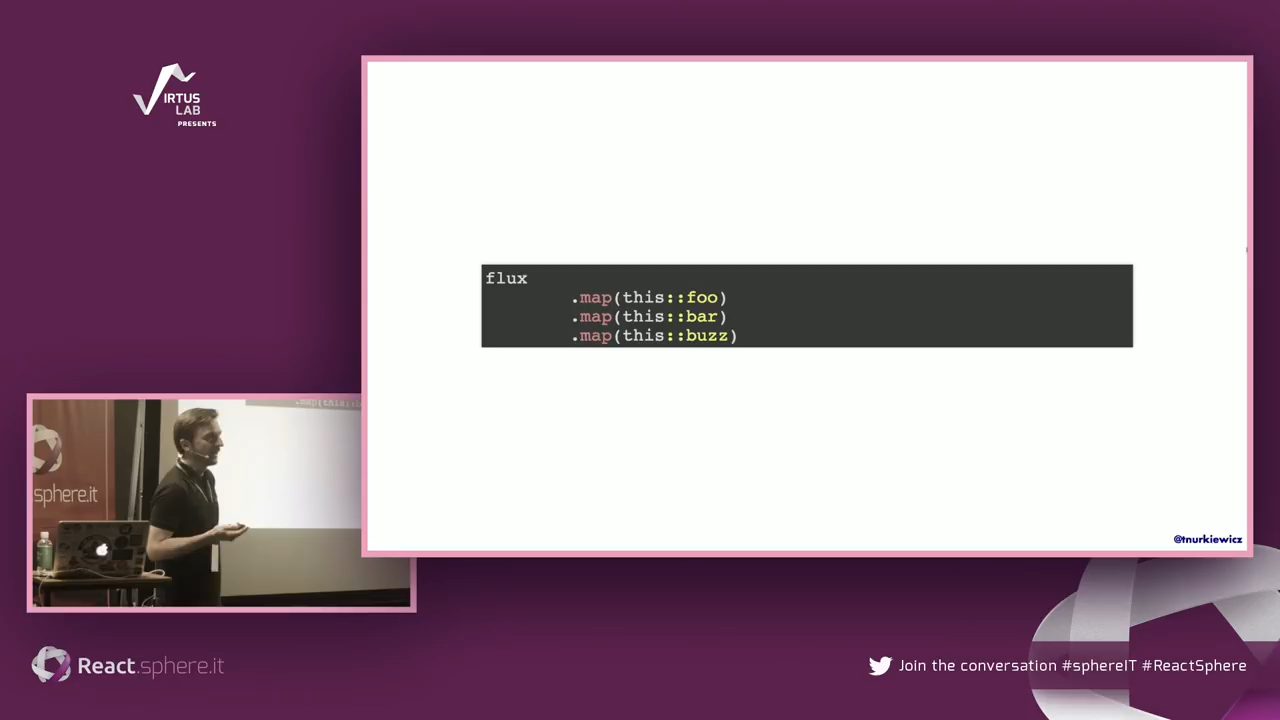 VIRTUS
LAB
PRESENTS
flux
.map(this::foo)
.map(this::bar)
.map(this::buzz)
@tnurkiewicz
sphere.it
React.sphere.it
Join the conversation #sphereIT #ReactSphere